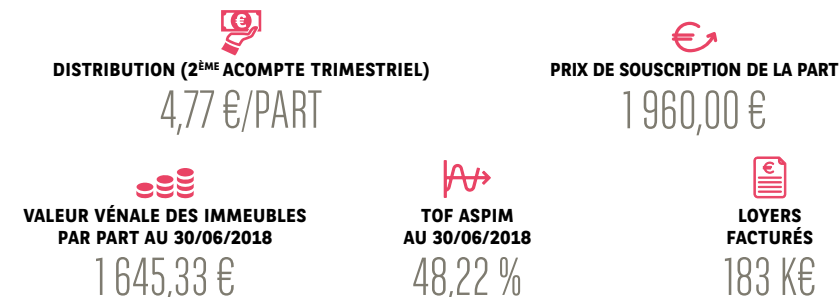 DISTRIBUTION (2ÈME ACOMPTE TRIMESTRIEL)
4,77 €/PART
PRIX DE SOUSCRIPTION DE LA PART
1 960,00 €
VALEUR VÉNALE DES IMMEUBLES
PAR PART AU 30/06/2018
1 645,33 €
TOF ASPIM
AU 30/06/2018
48,22 %
LOYERS
FACTURÉS
183 K€